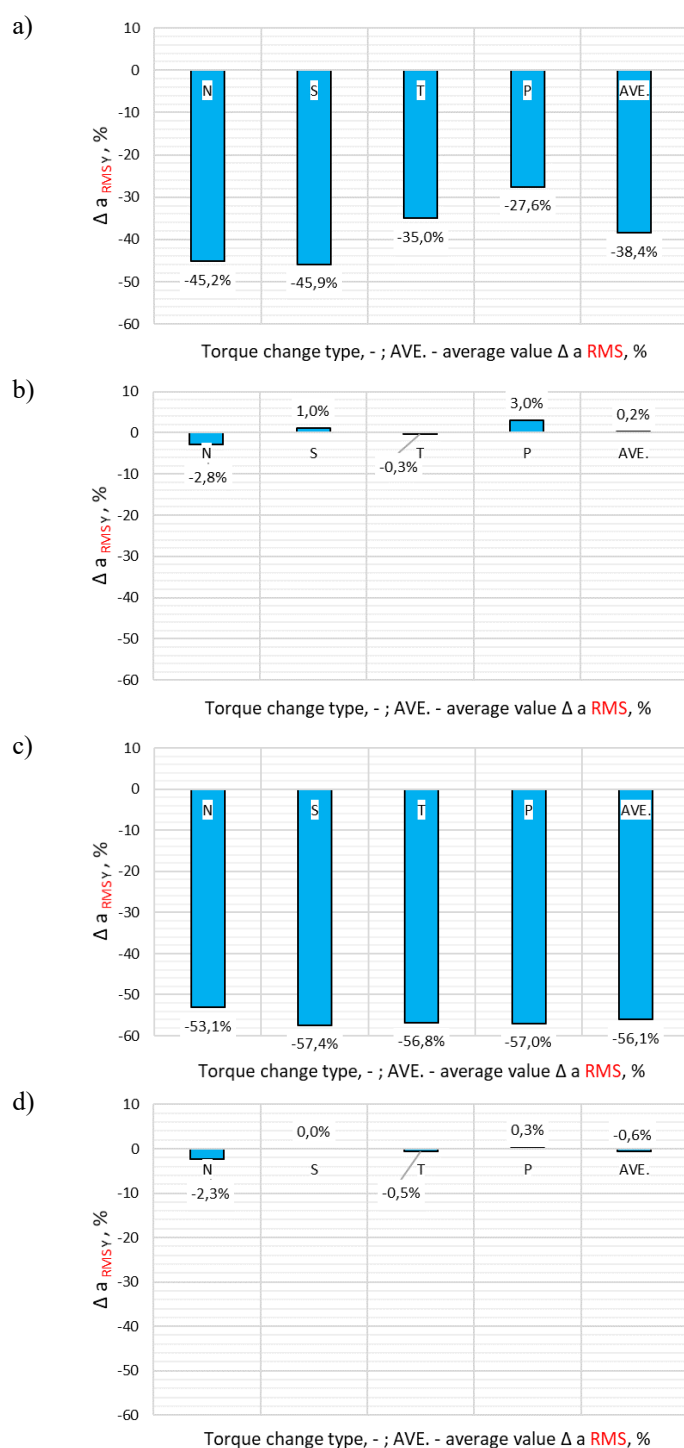 a)
10
0
-10
-20
-30
-40
-50
-60
Δ a RMS Y , %
N
S
T
P
AVE.
-45,2%
-45,9%
-35,0%
-27,6%
-38,4%
Torque change type, - ; AVE. - average value Δ a RMS, %
b)
10
0
-10
-20
-30
-40
-50
-60
Δ a RMS Y , %
1,0%
3,0%
0,2%
N
S
T
P
AVE.
-2,8%
-0,3%
Torque change type, - ; AVE. - average value Δ a RMS, %
c)
10
0
-10
-20
-30
-40
-50
-60
Δ a RMS Y , %
N
S
T
P
AVE.
-53,1%
-57,4%
-56,8%
-57,0%
-56,1%
Torque change type, - ; AVE. - average value Δ a RMS, %
d)
10
0
-10
-20
-30
-40
-50
-60
Δ a RMS Y , %
0,0%
0,3%
-0,6%
N
S
T
P
AVE.
-2,3%
-0,5%
Torque change type, - ; AVE. - average value Δ a RMS, %